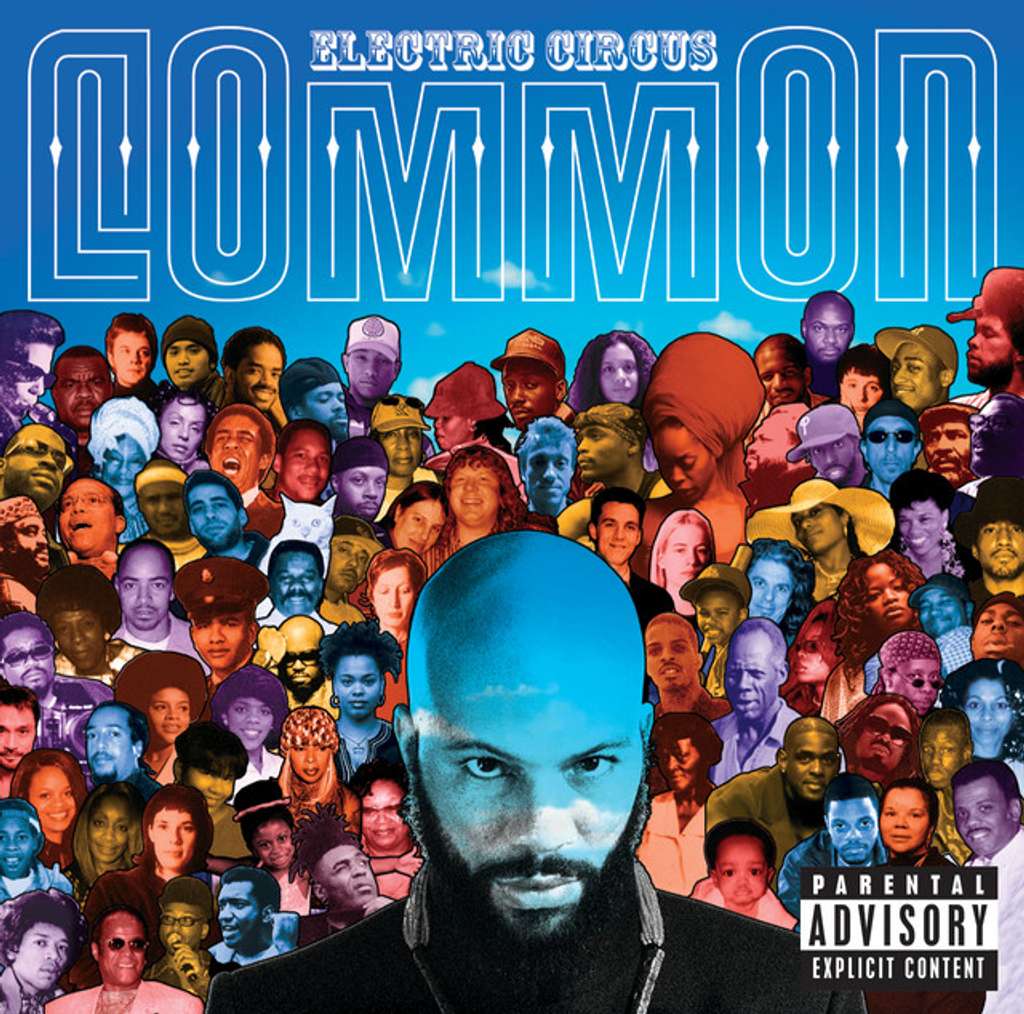 ELECTRIC CIRCUS
COMMON
PARENTAL
ADVISORY
EXPLICIT CONTENT